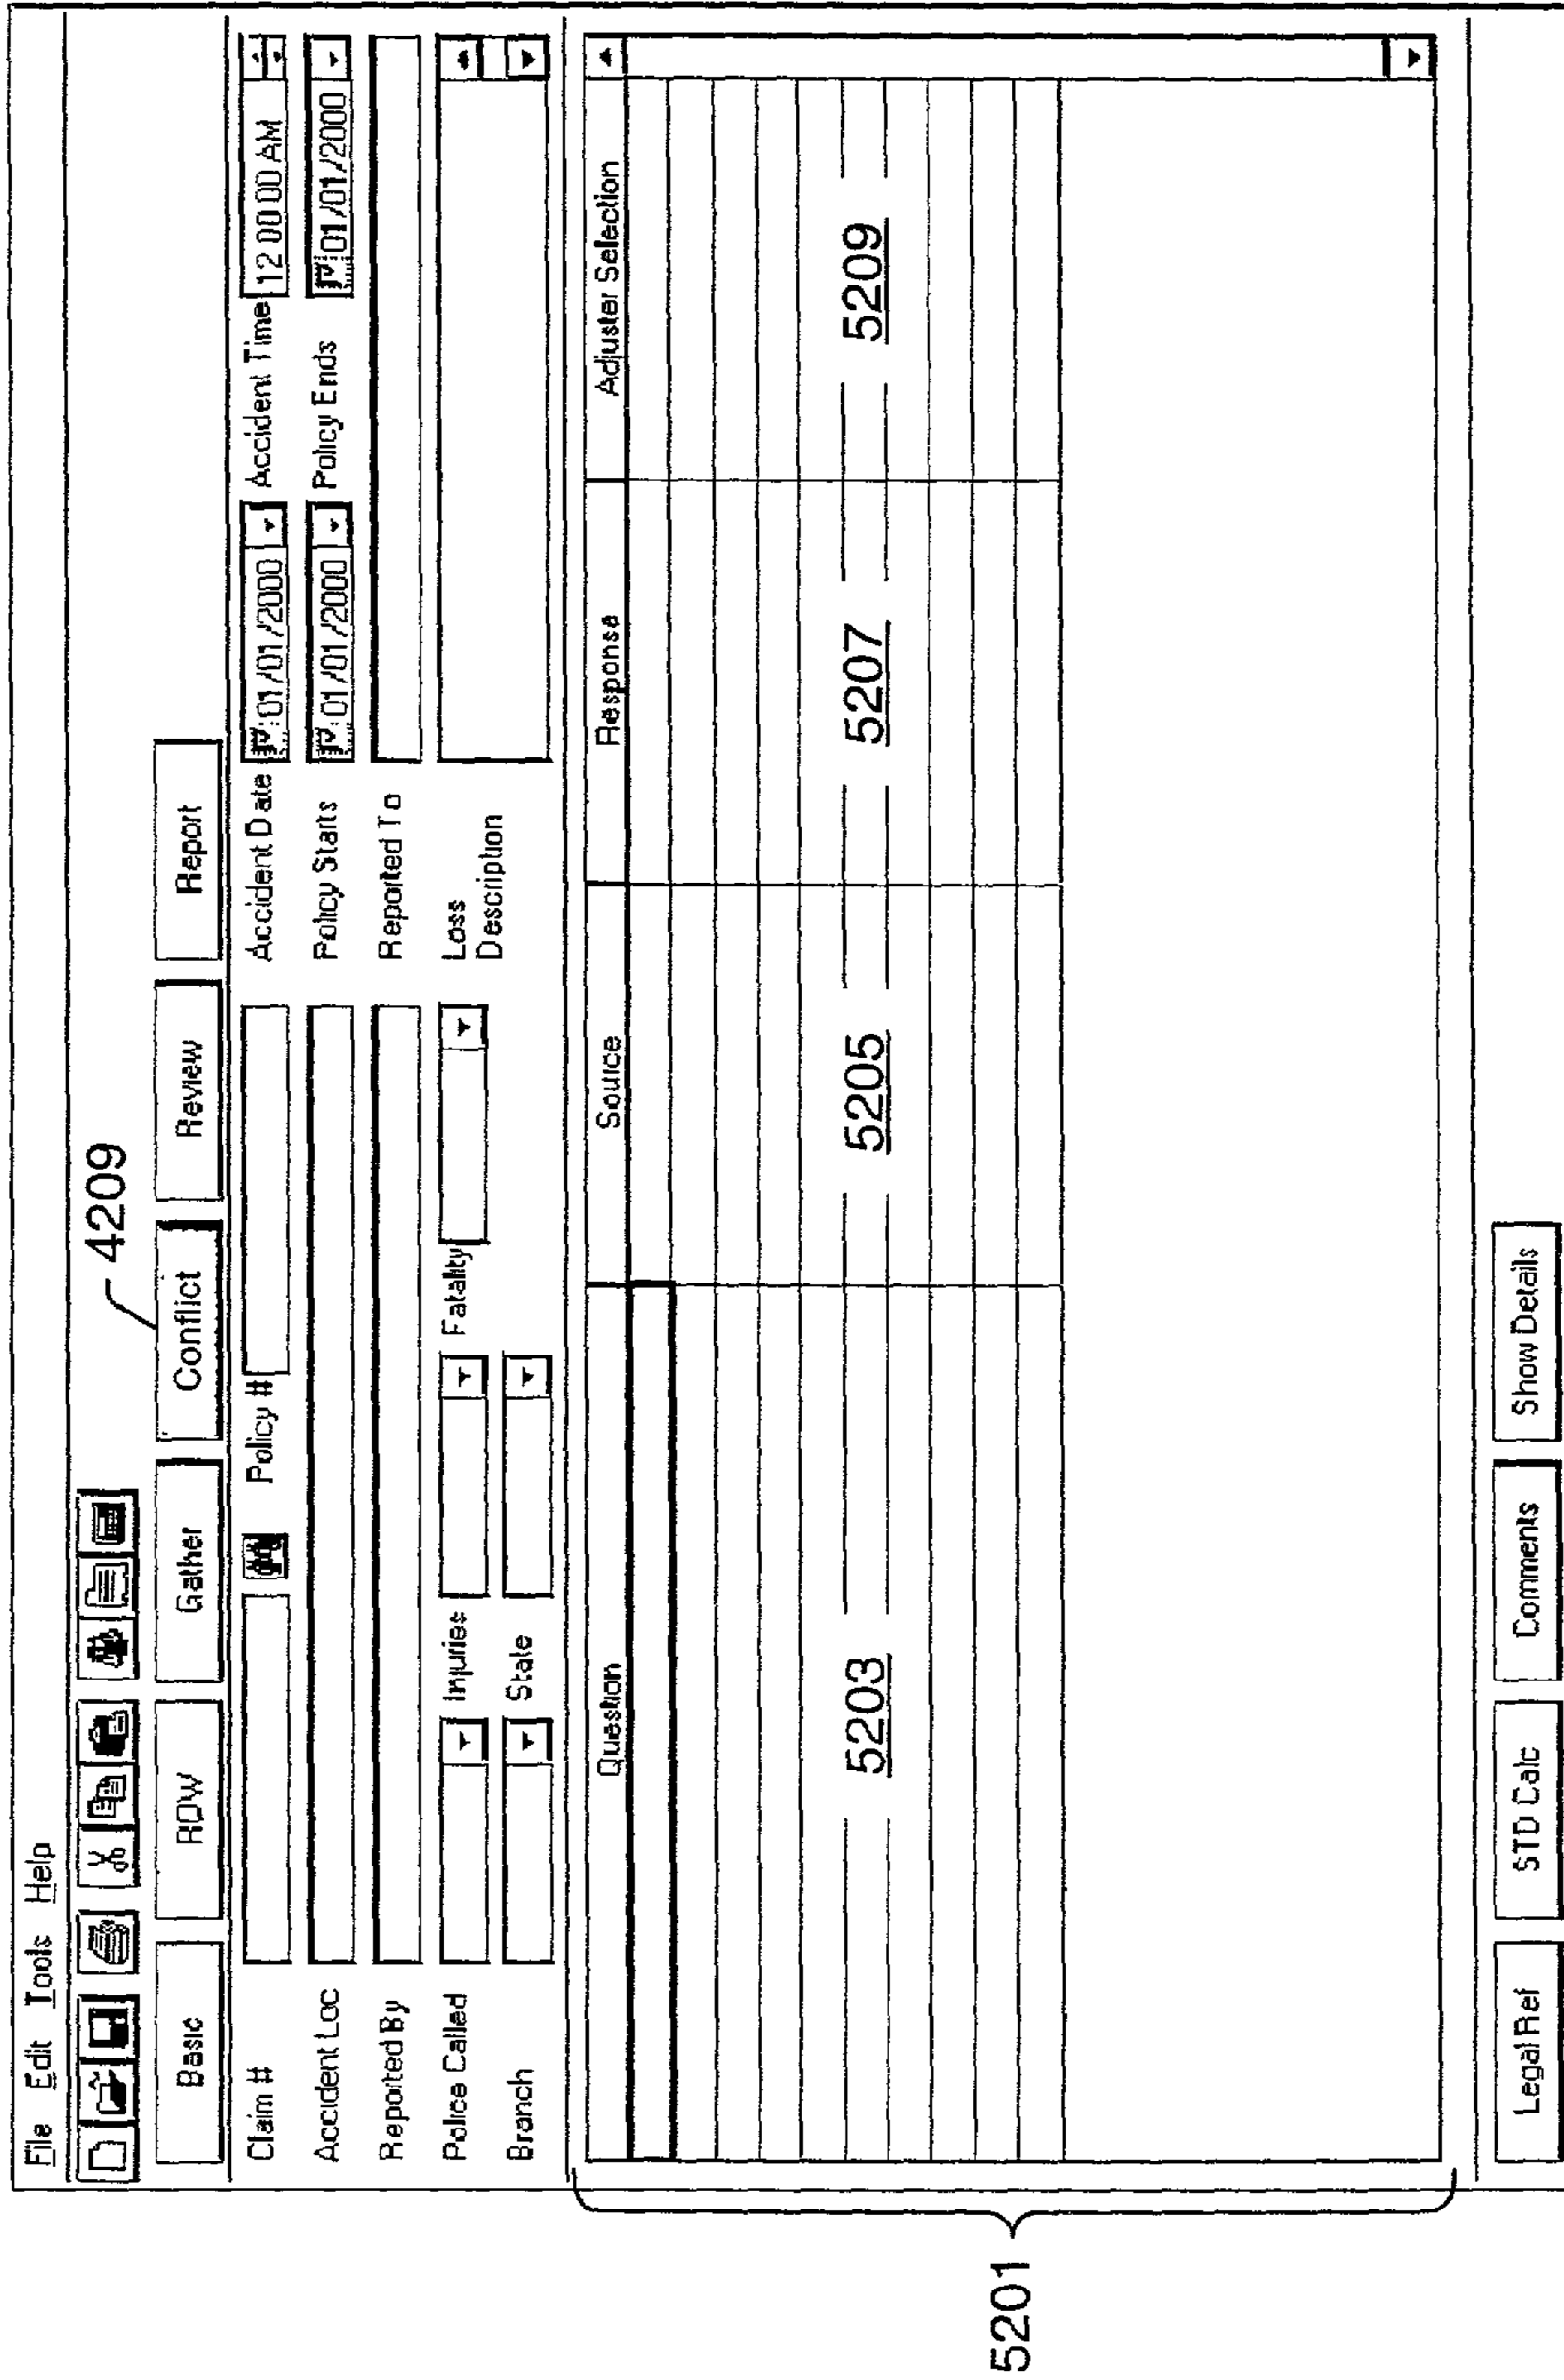 File Edit Tools Help
4209
Basic ROW Gather Conflict Review Report
Claim # Policy # Accident Date 01/01/2000 Accident Time 12 00 00 AM
Accident Loc Policy Starts 01/01/2000 Policy Ends 01/01/2000
Reported By Reported To
Police Called Injuries Fatality Loss
Description
Branch State
Question Source Response Adjuster Selection
5203 5205 5207 5209
5201
Legal Ref STD Calc Comments Show Details